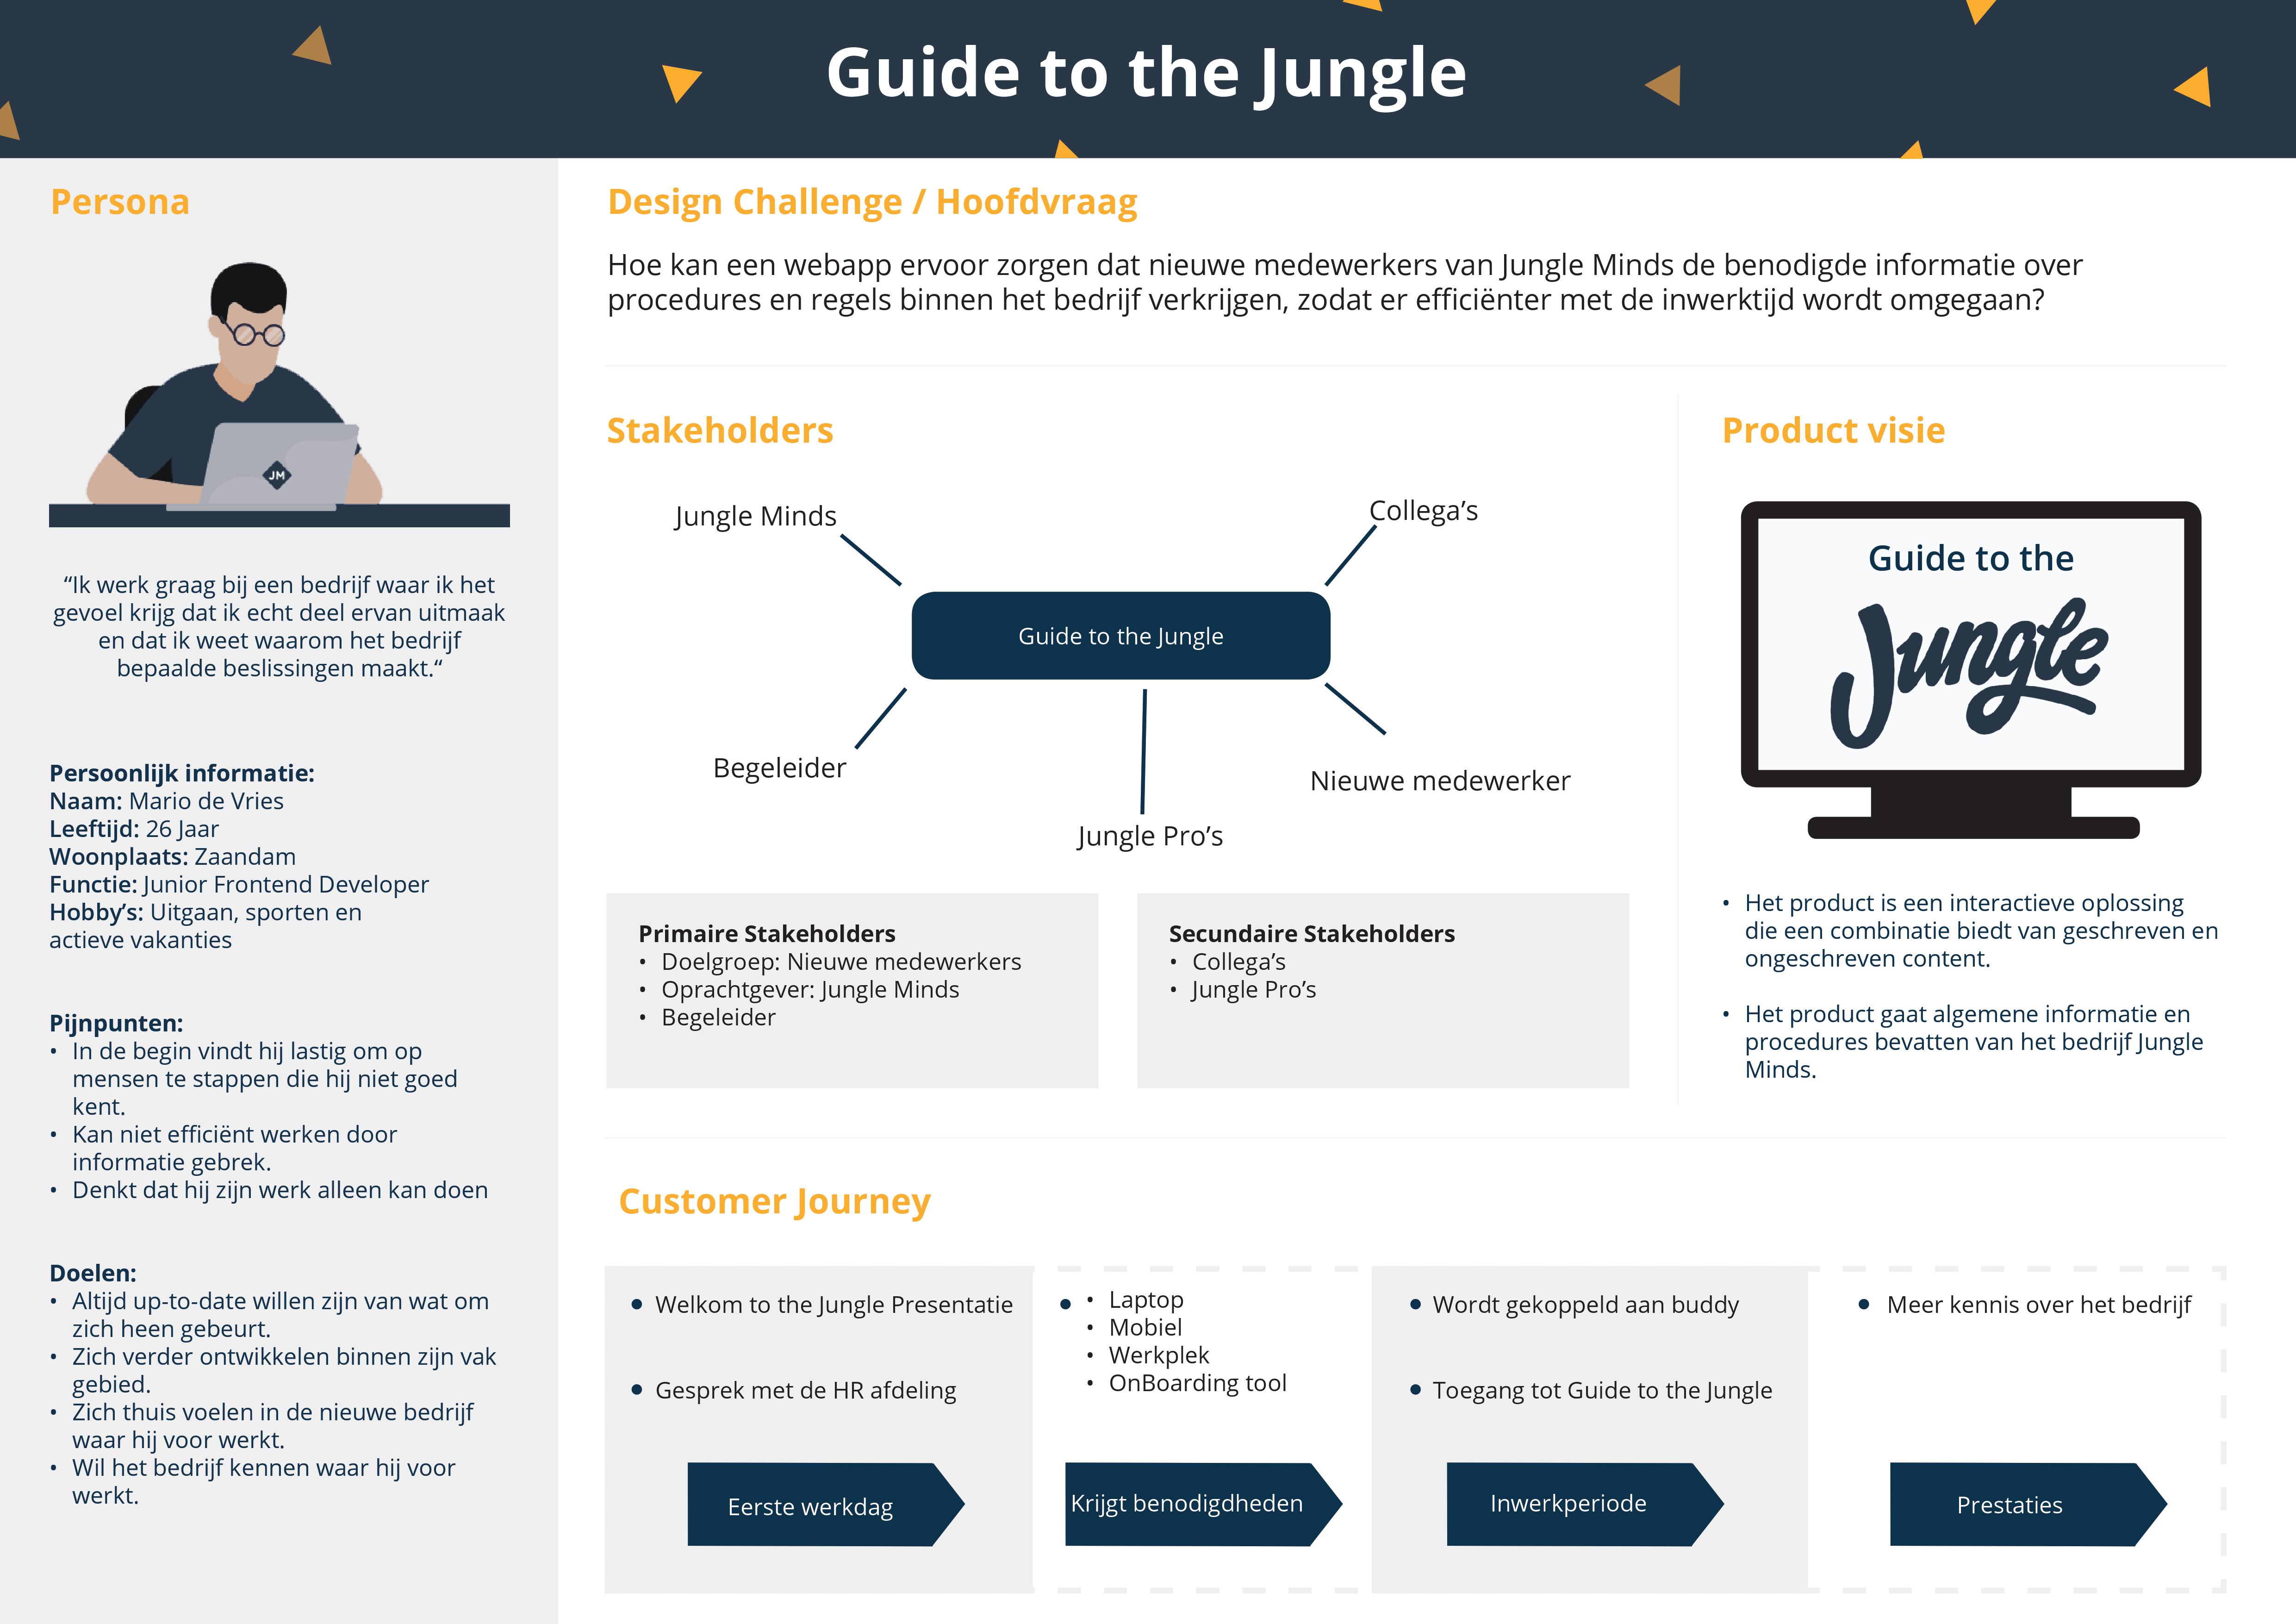 Guide to the Jungle
Persona
JM
“Ik werk graag bij een bedrijf waar ik het
gevoel krijg dat ik echt deel ervan uitmaak
en dat ik weet waarom het bedrijf
bepaalde beslissingen maakt.“
Persoonlijk informatie:
Naam: Mario de Vries
Leeftijd: 26 Jaar
Woonplaats: Zaandam
Functie: Junior Frontend Developer
Hobby’s: Uitgaan, sporten en
actieve vakanties
Pijnpunten:
• In de begin vindt hij lastig om op
mensen te stappen die hij niet goed
kent.
• Kan niet efficiënt werken door
informatie gebrek.
• Denkt dat hij zijn werk alleen kan doen
Doelen:
• Altijd up-to-date willen zijn van wat om
zich heen gebeurt.
• Zich verder ontwikkelen binnen zijn vak
gebied.
• Zich thuis voelen in de nieuwe bedrijf
waar hij voor werkt.
• Wil het bedrijf kennen waar hij voor
werkt.
Design Challenge / Hoofdvraag
Hoe kan een webapp ervoor zorgen dat nieuwe medewerkers van Jungle Minds de benodigde informatie over
procedures en regels binnen het bedrijf verkrijgen, zodat er efficiënter met de inwerktijd wordt omgegaan?
Stakeholders
Jungle Minds
Collega’s
Guide to the Jungle
Begeleider
Nieuwe medewerker
Jungle Pro’s
Primaire Stakeholders
• Doelgroep: Nieuwe medewerkers
• Oprachtgever: Jungle Minds
• Begeleider
Secundaire Stakeholders
• Collega’s
• Jungle Pro’s
Product visie
Guide to the
Jungle
• Het product is een interactieve oplossing
die een combinatie biedt van geschreven en
ongeschreven content.
• Het product gaat algemene informatie en
procedures bevatten van het bedrijf Jungle
Minds.
Customer Journey
• Welkom to the Jungle Presentatie
• Gesprek met de HR afdeling
Eerste werkdag
• • Laptop
• Mobiel
• Werkplek
• OnBoarding tool
Krijgt benodigdheden
• Wordt gekoppeld aan buddy
• Toegang tot Guide to the Jungle
Inwerkperiode
• Meer kennis over het bedrijf
Prestaties